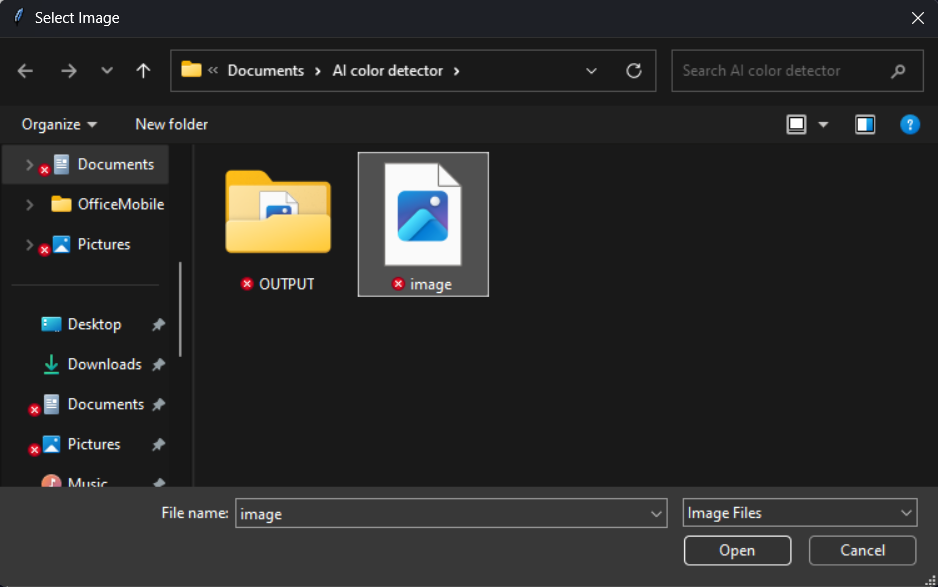 Select Image
« Documents › AI color detector ›
Search AI color detector
Organize
New folder
Documents
OfficeMobile
Pictures
Desktop
Downloads
Documents
Pictures
Music
OUTPUT
image
File name: image
Image Files
Open
Cancel